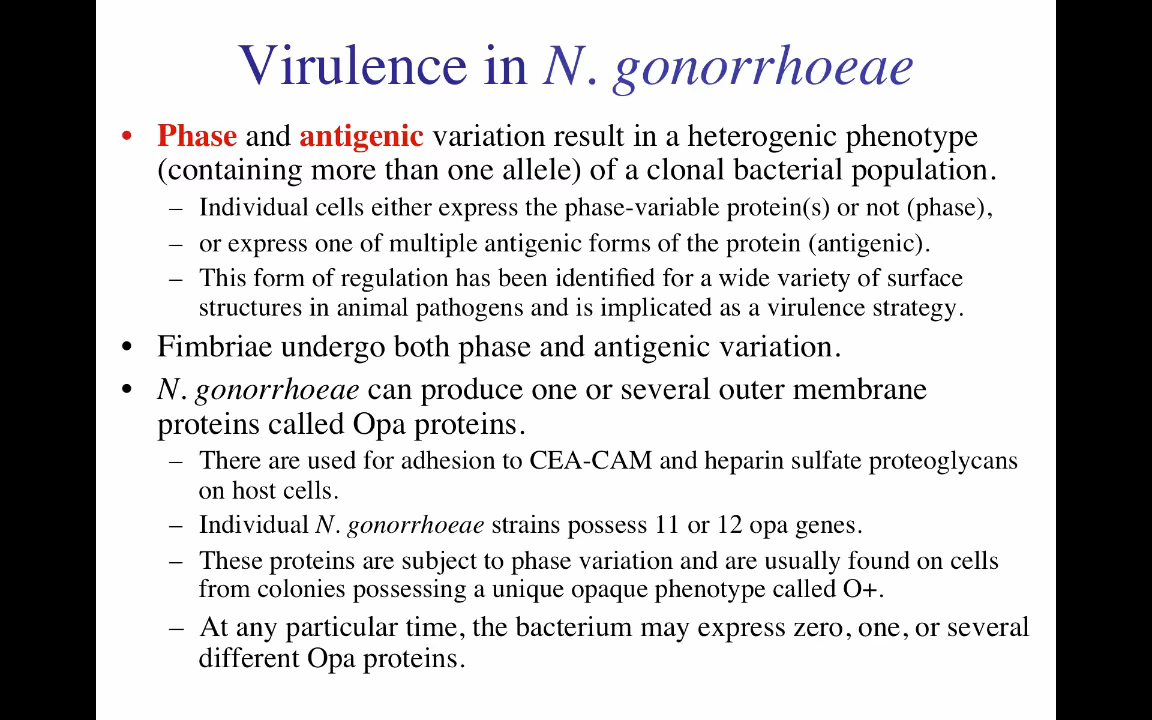 Virulence in N. gonorrhoeae
• Phase and antigenic variation result in a heterogenic phenotype
(containing more than one allele) of a clonal bacterial population.
– Individual cells either express the phase-variable protein(s) or not (phase),
– or express one of multiple antigenic forms of the protein (antigenic).
– This form of regulation has been identified for a wide variety of surface
structures in animal pathogens and is implicated as a virulence strategy.
• Fimbriae undergo both phase and antigenic variation.
• N. gonorrhoeae can produce one or several outer membrane
proteins called Opa proteins.
– There are used for adhesion to CEA-CAM and heparin sulfate proteoglycans
on host cells.
– Individual N. gonorrhoeae strains possess 11 or 12 opa genes.
– These proteins are subject to phase variation and are usually found on cells
from colonies possessing a unique opaque phenotype called O+.
– At any particular time, the bacterium may express zero, one, or several
different Opa proteins.